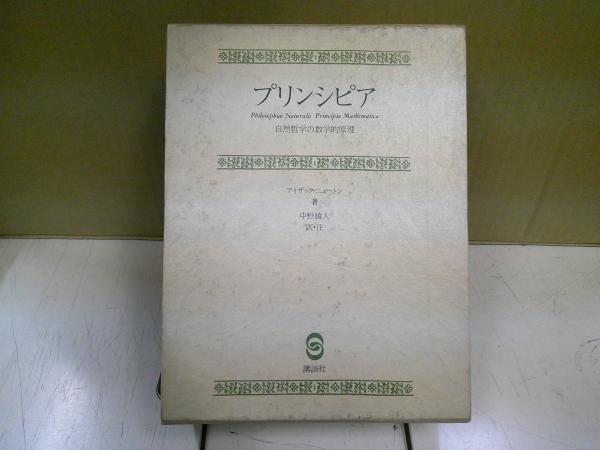 プリンシピア
Philosophiae Naturalis Principia Mathematica
自然哲学の数学的原理
アイザック・ニュートン
著
中野猿人
訳・注
講談社